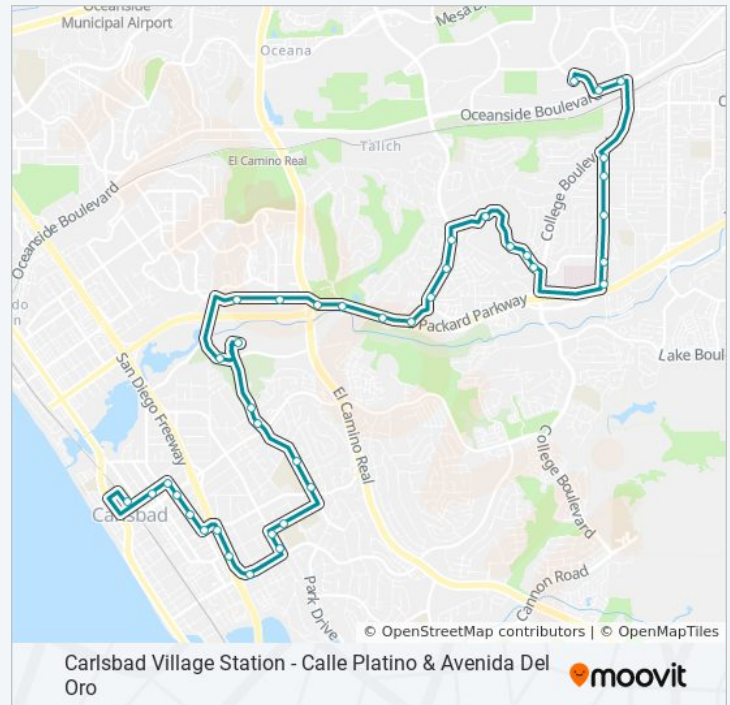 Oceanside
Municipal Airport
Mesa
Oceana
Oceanside Boulevard
Talich
El Camino Real
College Boulevard
Oceanside Boulevard
Packard Parkway
San Diego Freeway
El Camino Real
Lake Boul
College Boulevard
Carlsbad
Cannon Road
Park Drive
© OpenStreetMap contributors | © OpenMapTiles
Carlsbad Village Station - Calle Platino & Avenida Del
Oro
moovit